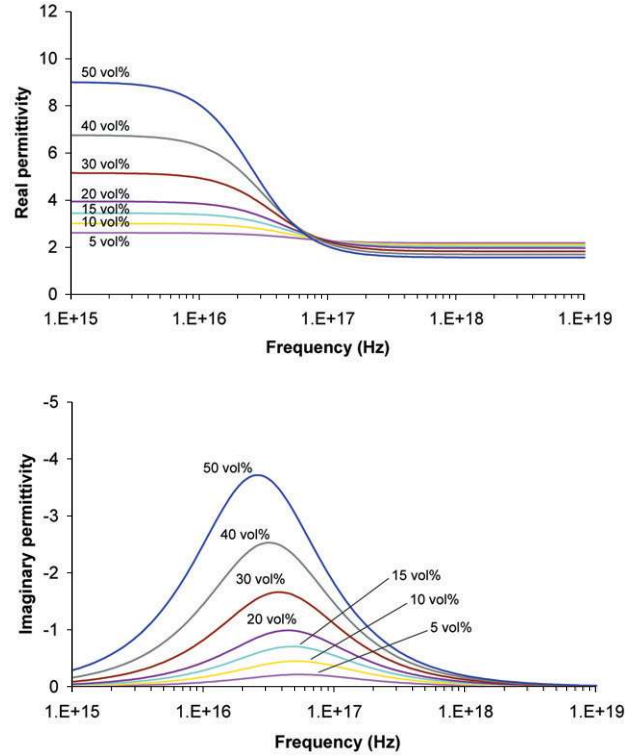 12
10
8
6
4
2
0
Real permittivity
50 vol%
40 vol%
30 vol%
20 vol%
15 vol%
10 vol%
5 vol%
1.E+15
1.E+16
1.E+17
1.E+18
1.E+19
Frequency (Hz)
-5
-4
-3
-2
-1
0
Imaginary permittivity
50 vol%
40 vol%
30 vol%
20 vol%
15 vol%
10 vol%
5 vol%
1.E+15
1.E+16
1.E+17
1.E+18
1.E+19
Frequency (Hz)